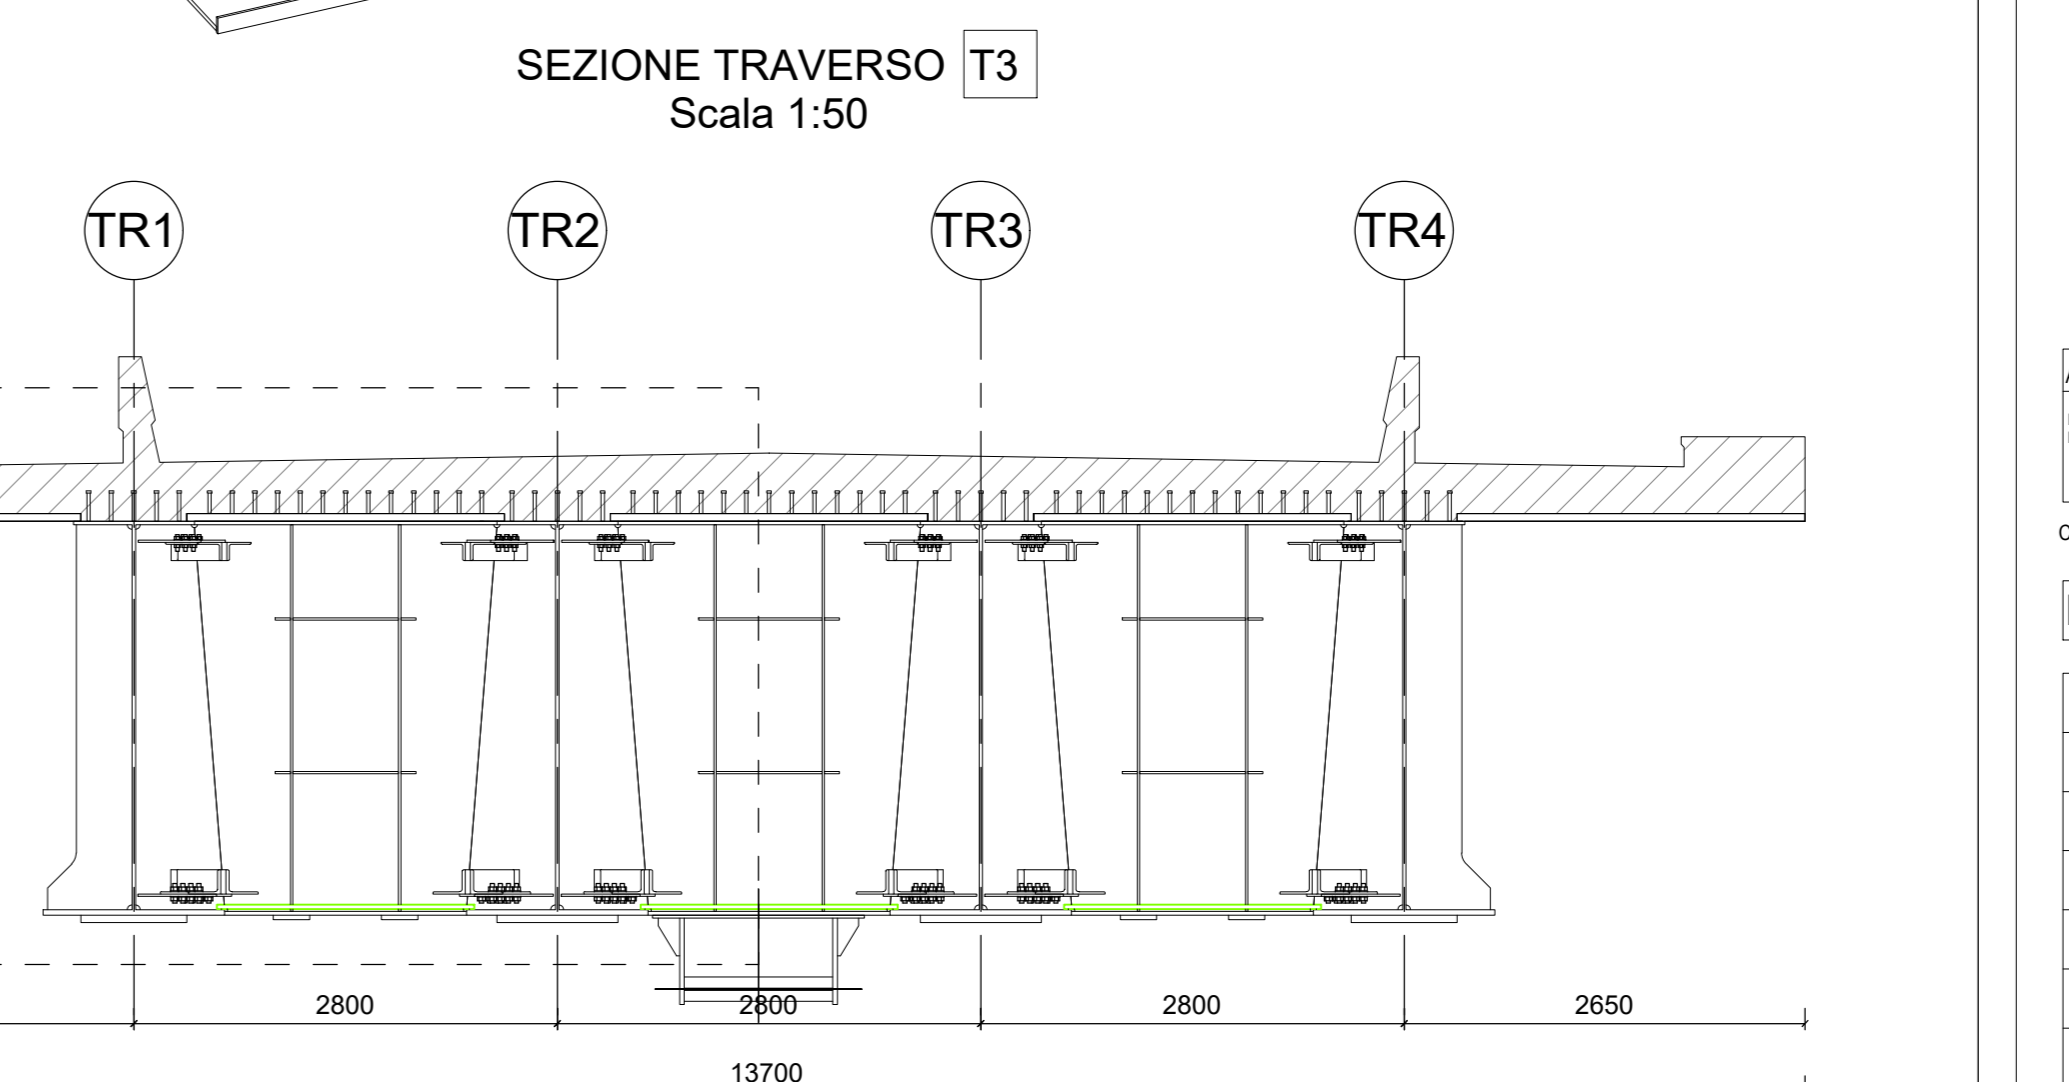 SEZIONE TRAVERSO T3
Scala 1:50
TR1 TR2 TR3 TR4
2800 2800 2800 2650
13700